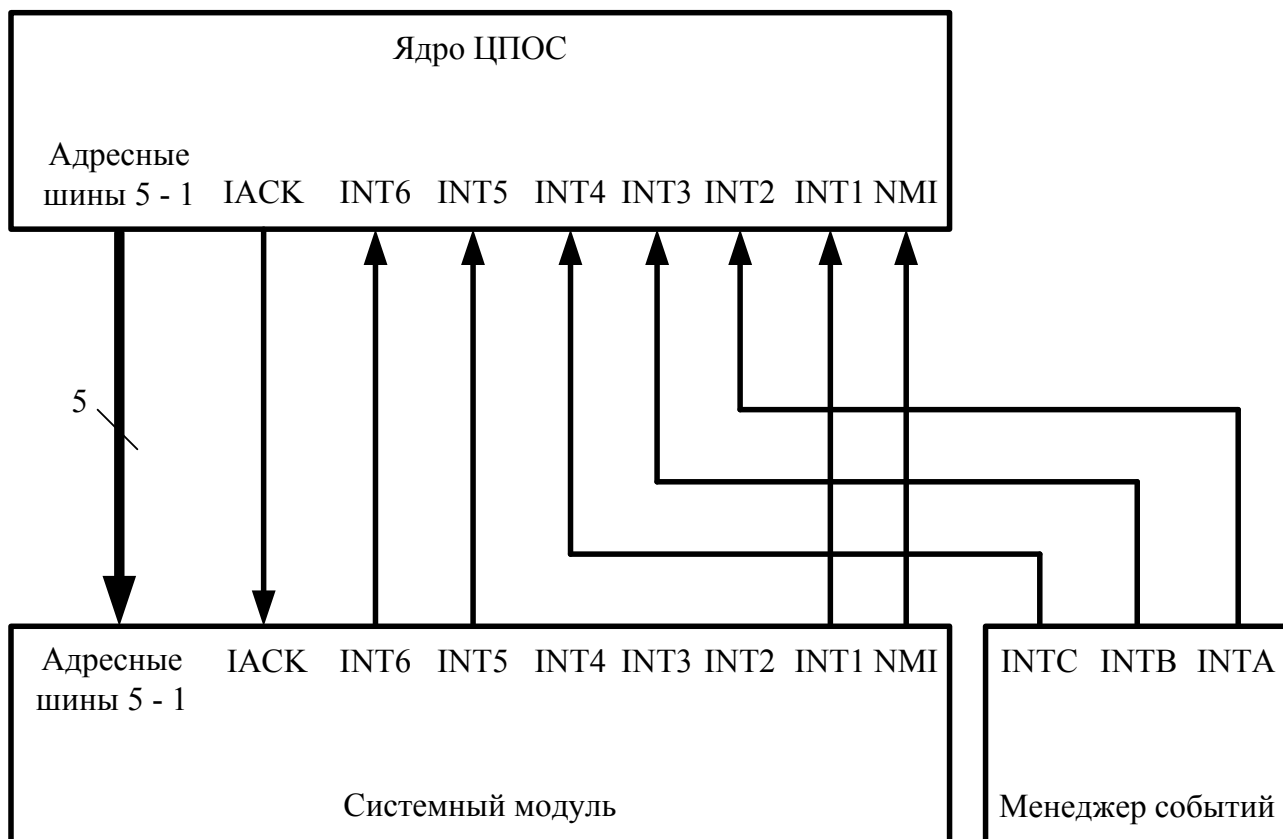 Ядро ЦПОС
Адресные
шины 5 - 1 IACK INT6 INT5 INT4 INT3 INT2 INT1 NMI
5
Адресные IACK INT6 INT5 INT4 INT3 INT2 INT1 NMI INTC INTB INTA
шины 5 - 1
Системный модуль Менеджер событий